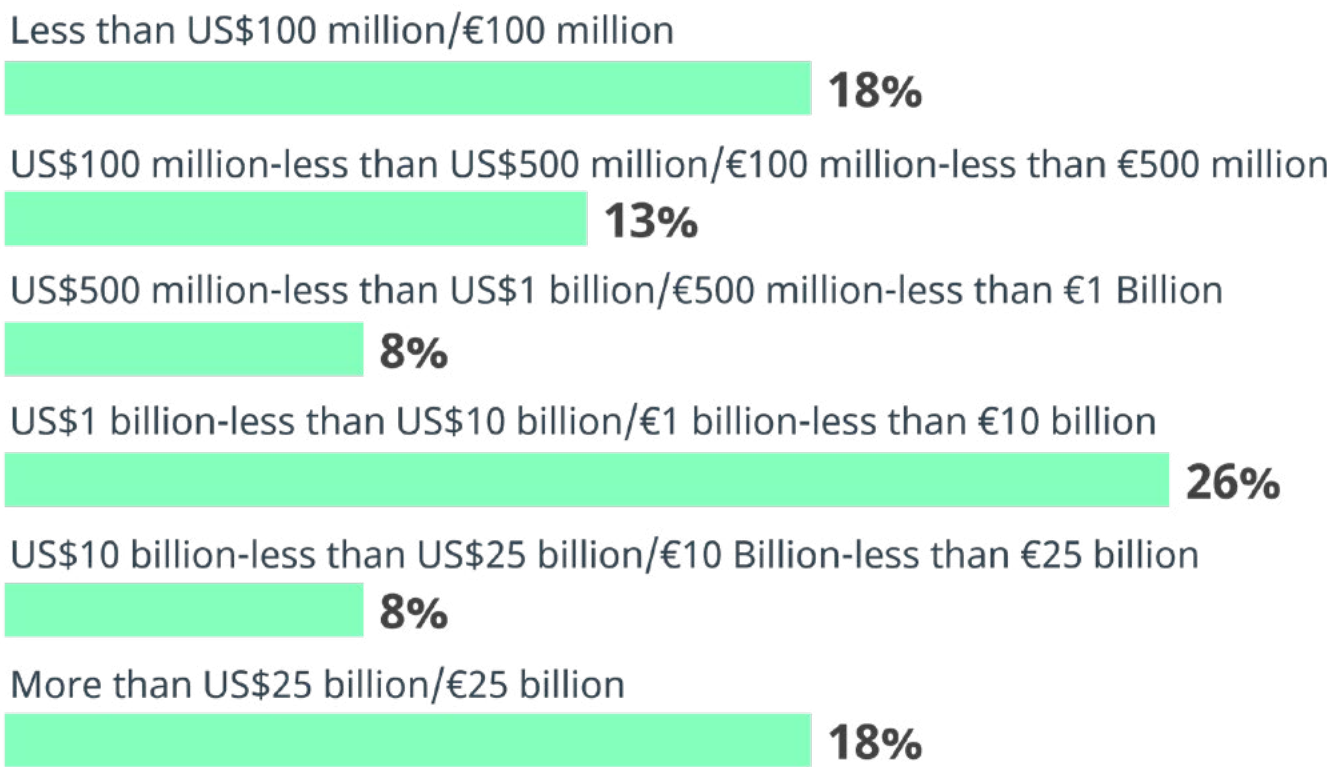 Less than US$100 million/€100 million
18%
US$100 million-less than US$500 million/€100 million-less than €500 million
13%
US$500 million-less than US$1 billion/€500 million-less than €1 Billion
8%
US$1 billion-less than US$10 billion/€1 billion-less than €10 billion
26%
US$10 billion-less than US$25 billion/€10 Billion-less than €25 billion
8%
More than US$25 billion/€25 billion
18%